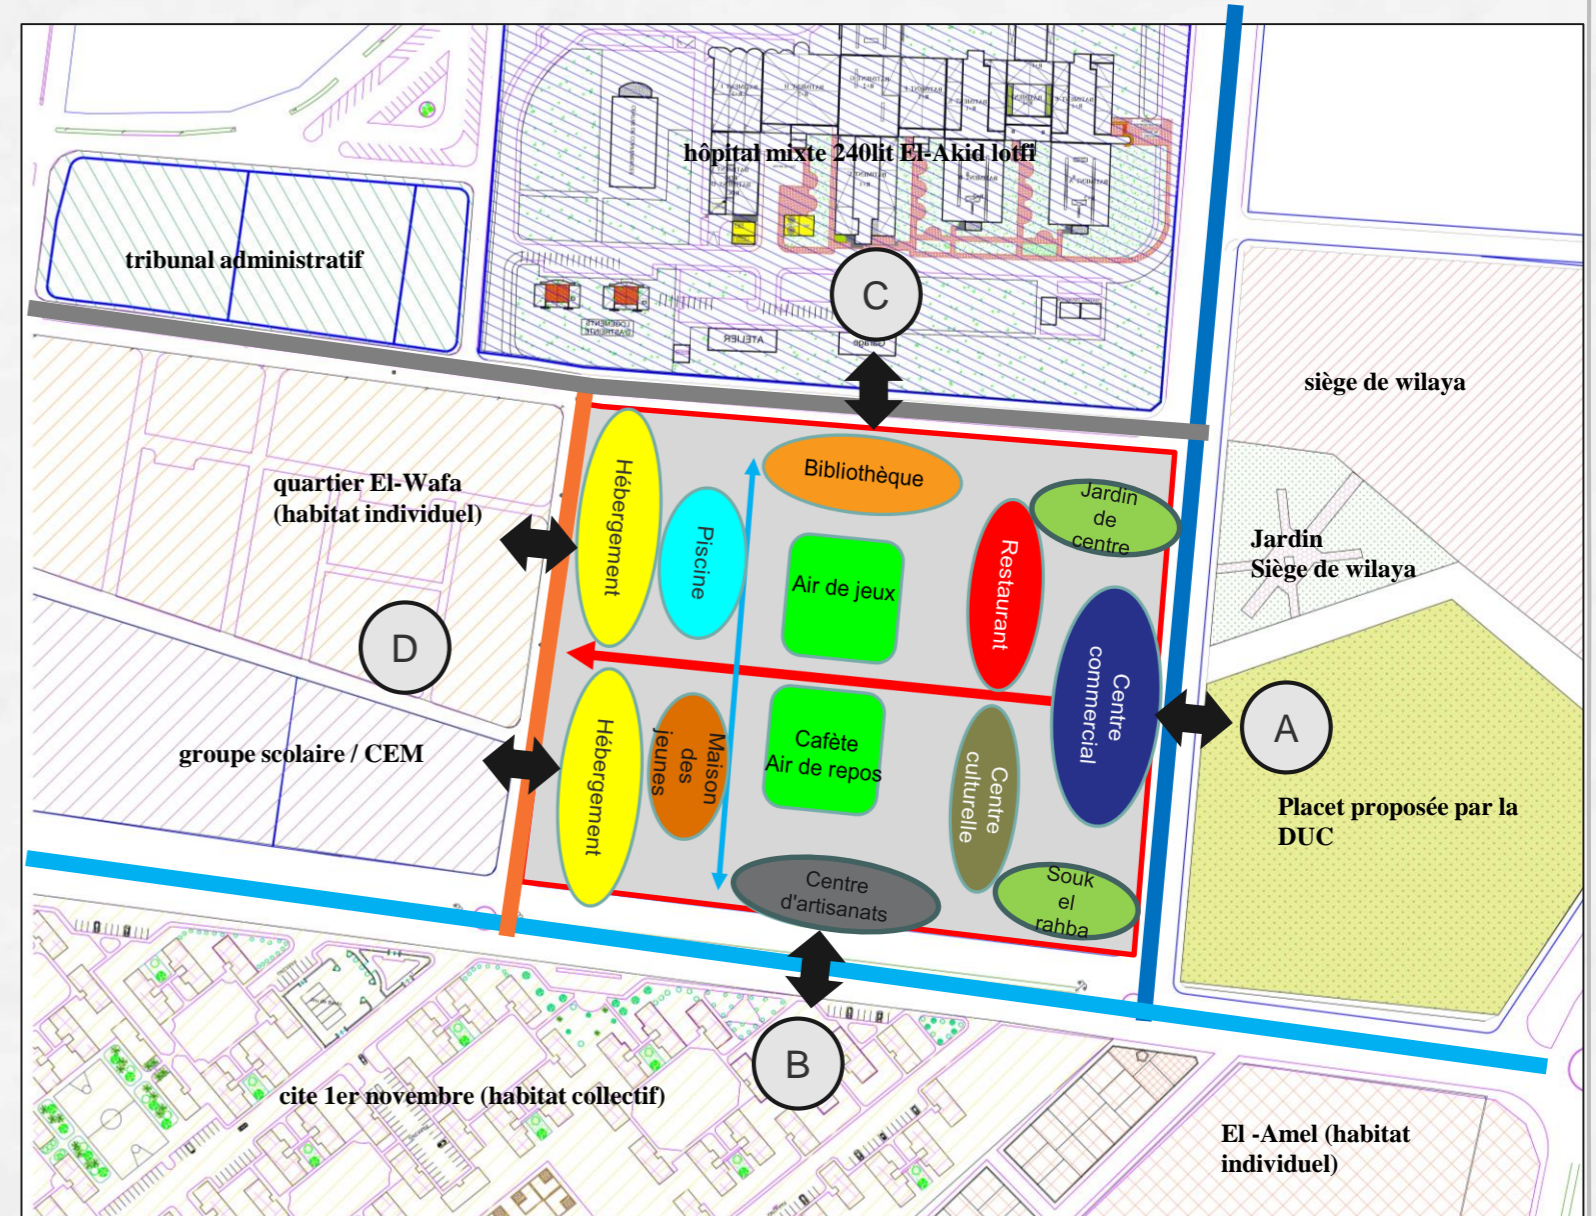 hôpital mixte 240lit El-Akid lotfi
tribunal administratif
LOGEMENTS
D'ASTREINTE
ATELIER
Garage
C
siège de wilaya
quartier El-Wafa
(habitat individuel)
Hébergement
Piscine
Bibliothèque
Jardin
de
centre
Restaurant
Air de jeux
Jardin
Siège de wilaya
D
Centre
commercial
A
groupe scolaire / CEM
Hébergement
Maison
des
jeunes
Cafète
Air de repos
Centre
culturelle
Placet proposée par la
DUC
Centre
d'artisanats
Souk
el
rahba
B
cite 1er novembre (habitat collectif)
El -Amel (habitat
individuel)